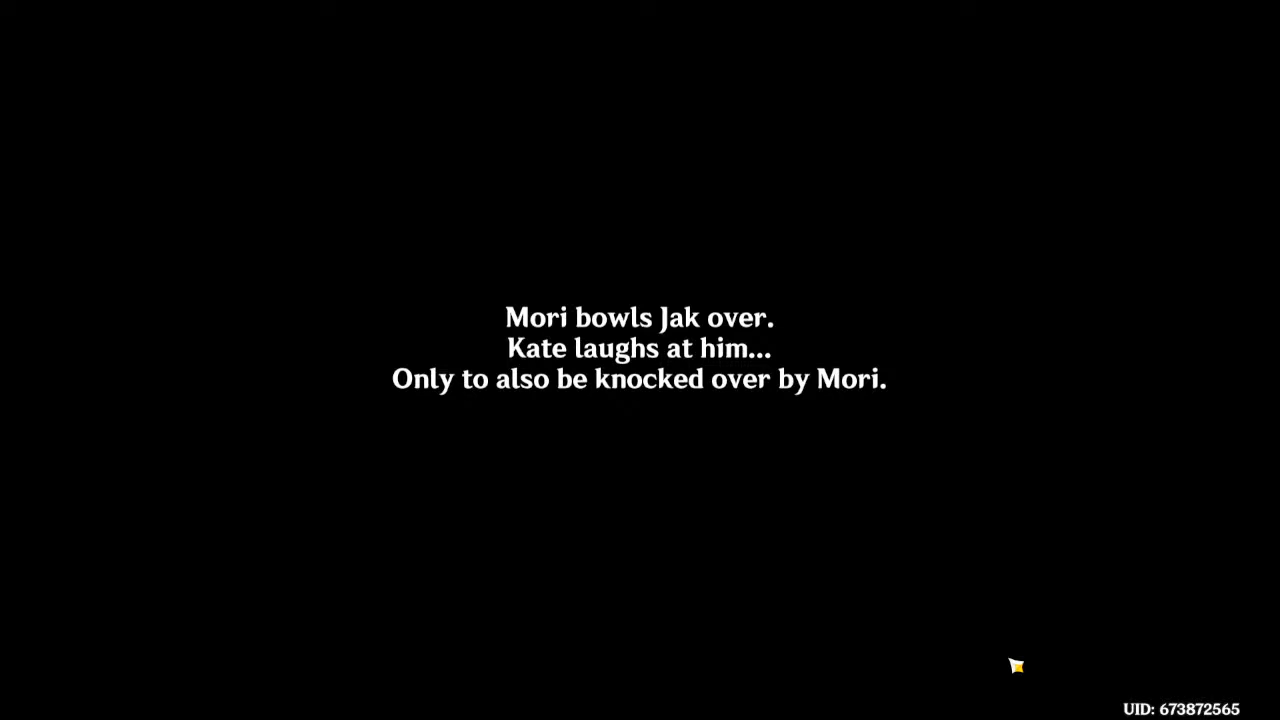 Mori bowls Jak over.
Kate laughs at him...
Only to also be knocked over by Mori.
UID: 673872565